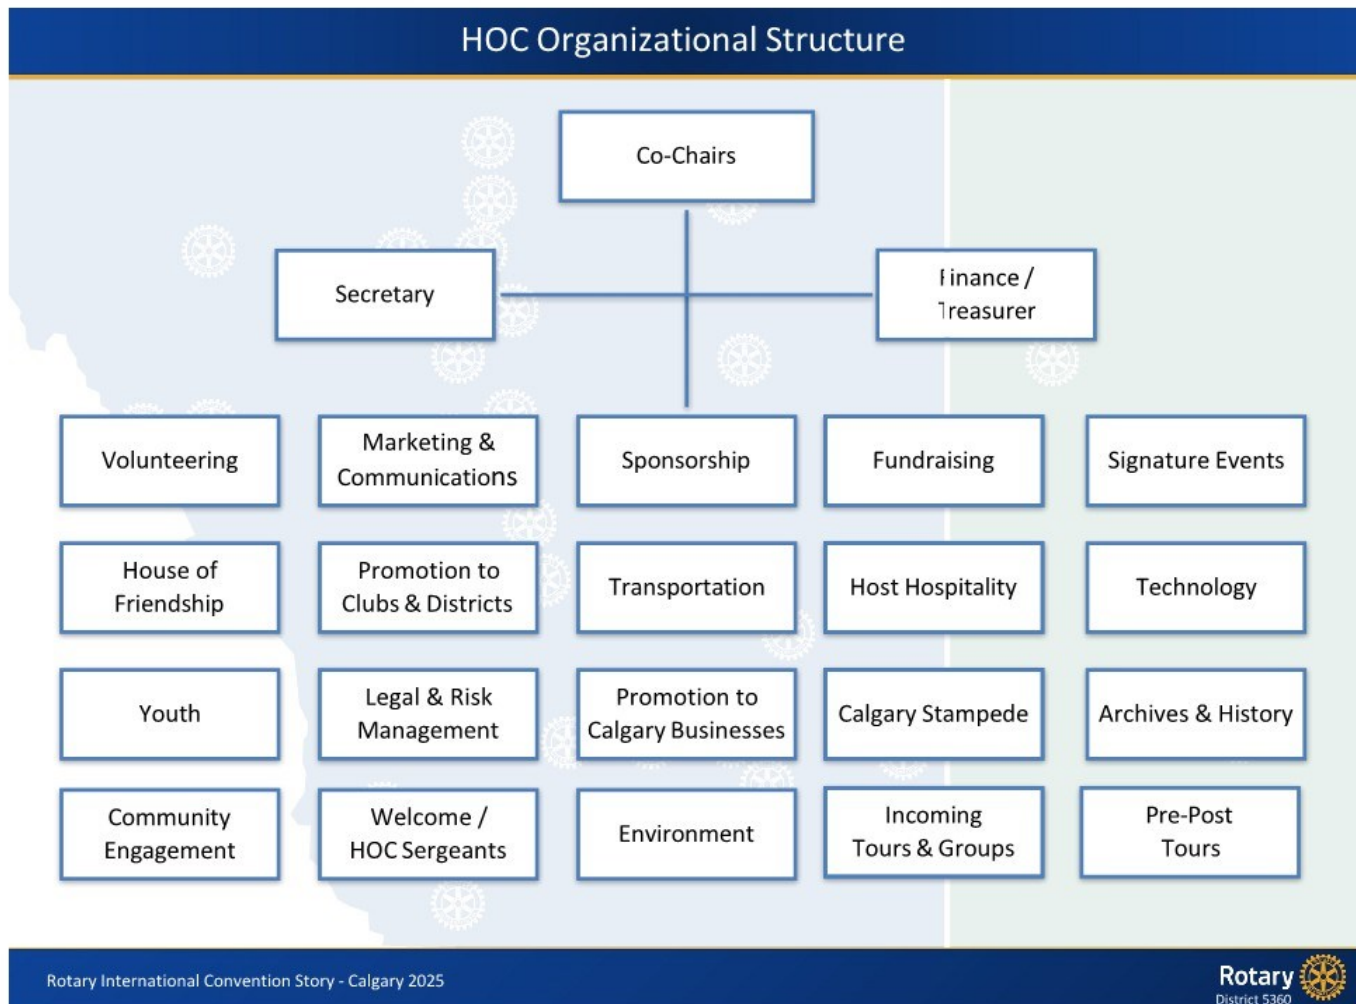 HOC Organizational Structure
Co-Chairs
Secretary
Finance /
Treasurer
Volunteering
Marketing &
Communications
Sponsorship
Fundraising
Signature Events
House of
Friendship
Promotion to
Clubs & Districts
Transportation
Host Hospitality
Technology
Youth
Legal & Risk
Management
Promotion to
Calgary Businesses
Calgary Stampede
Archives & History
Community
Engagement
Welcome /
HOC Sergeants
Environment
Incoming
Tours & Groups
Pre-Post
Tours
Rotary International Convention Story - Calgary 2025
Rotary
District 5360